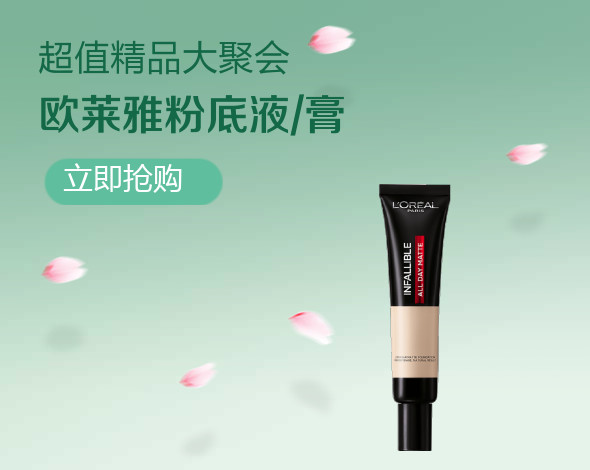 超值精品大聚会
欧莱雅粉底液/膏
立即抢购
L'ORÉAL
PARIS
INFALLIBLE
ALL DAY MATTE